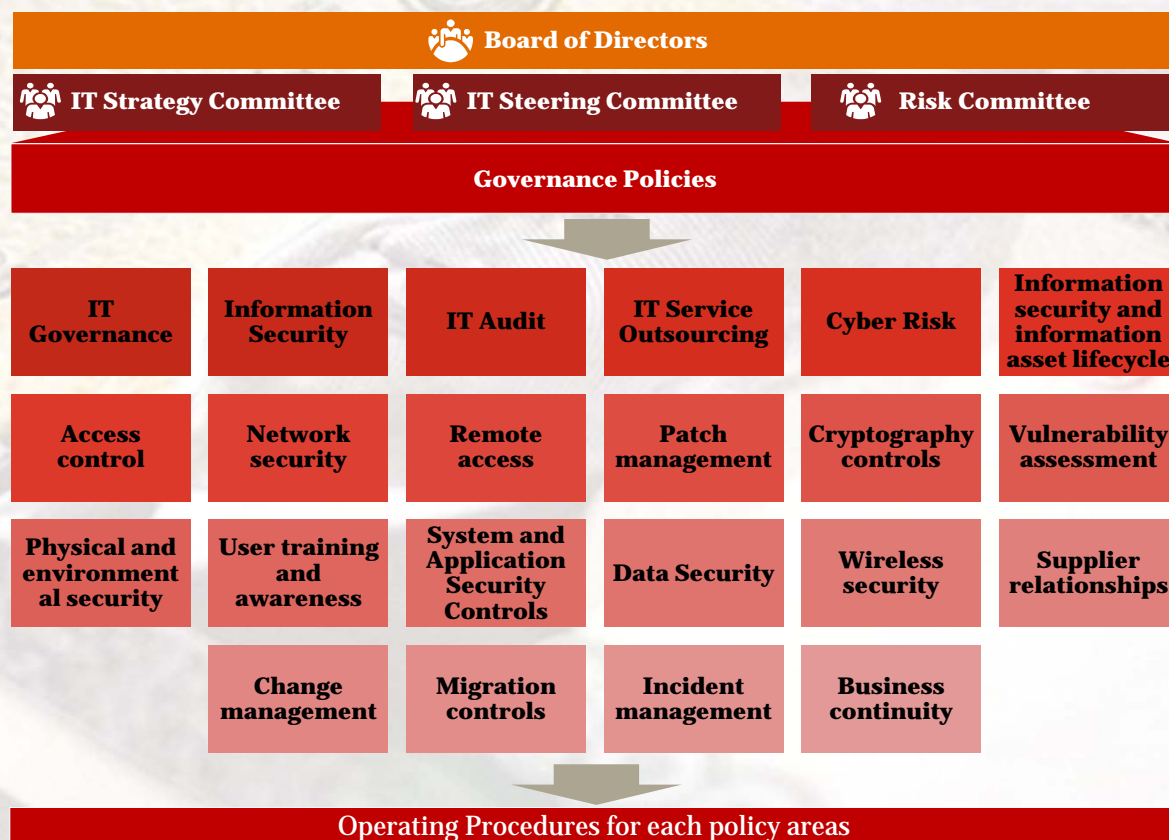 Board of Directors
IT Strategy Committee
IT Steering Committee
Risk Committee
Governance Policies
IT
Governance
Information
Security
IT Audit
IT Service
Outsourcing
Cyber Risk
Information
security and
information
asset lifecycle
Access
control
Network
security
Remote
access
Patch
management
Cryptography
controls
Vulnerability
assessment
Physical and
environment
al security
User training
and
awareness
System and
Application
Security
Controls
Data Security
Wireless
security
Supplier
relationships
Change
management
Migration
controls
Incident
management
Business
continuity
Operating Procedures for each policy areas